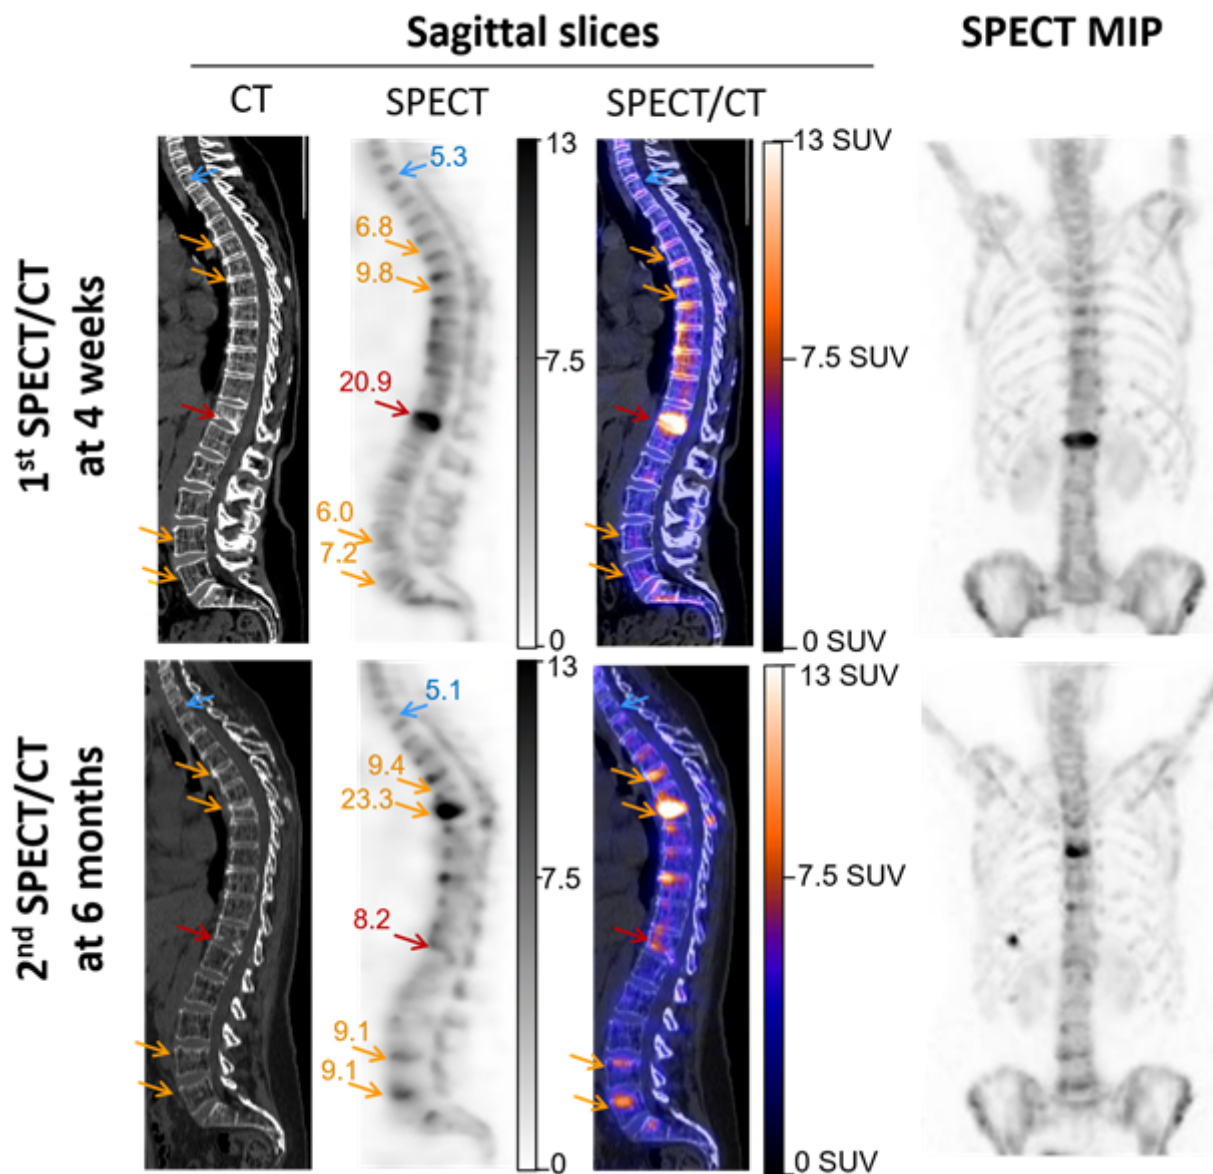 Sagittal slices
SPECT MIP
CT
SPECT
SPECT/CT
1st SPECT/CT
at 4 weeks
5.3
6.8
9.8
20.9
6.0
7.2
13
7.5
0
13 SUV
7.5 SUV
0 SUV
2nd SPECT/CT
at 6 months
5.1
9.4
23.3
8.2
9.1
9.1
13
7.5
0
13 SUV
7.5 SUV
0 SUV